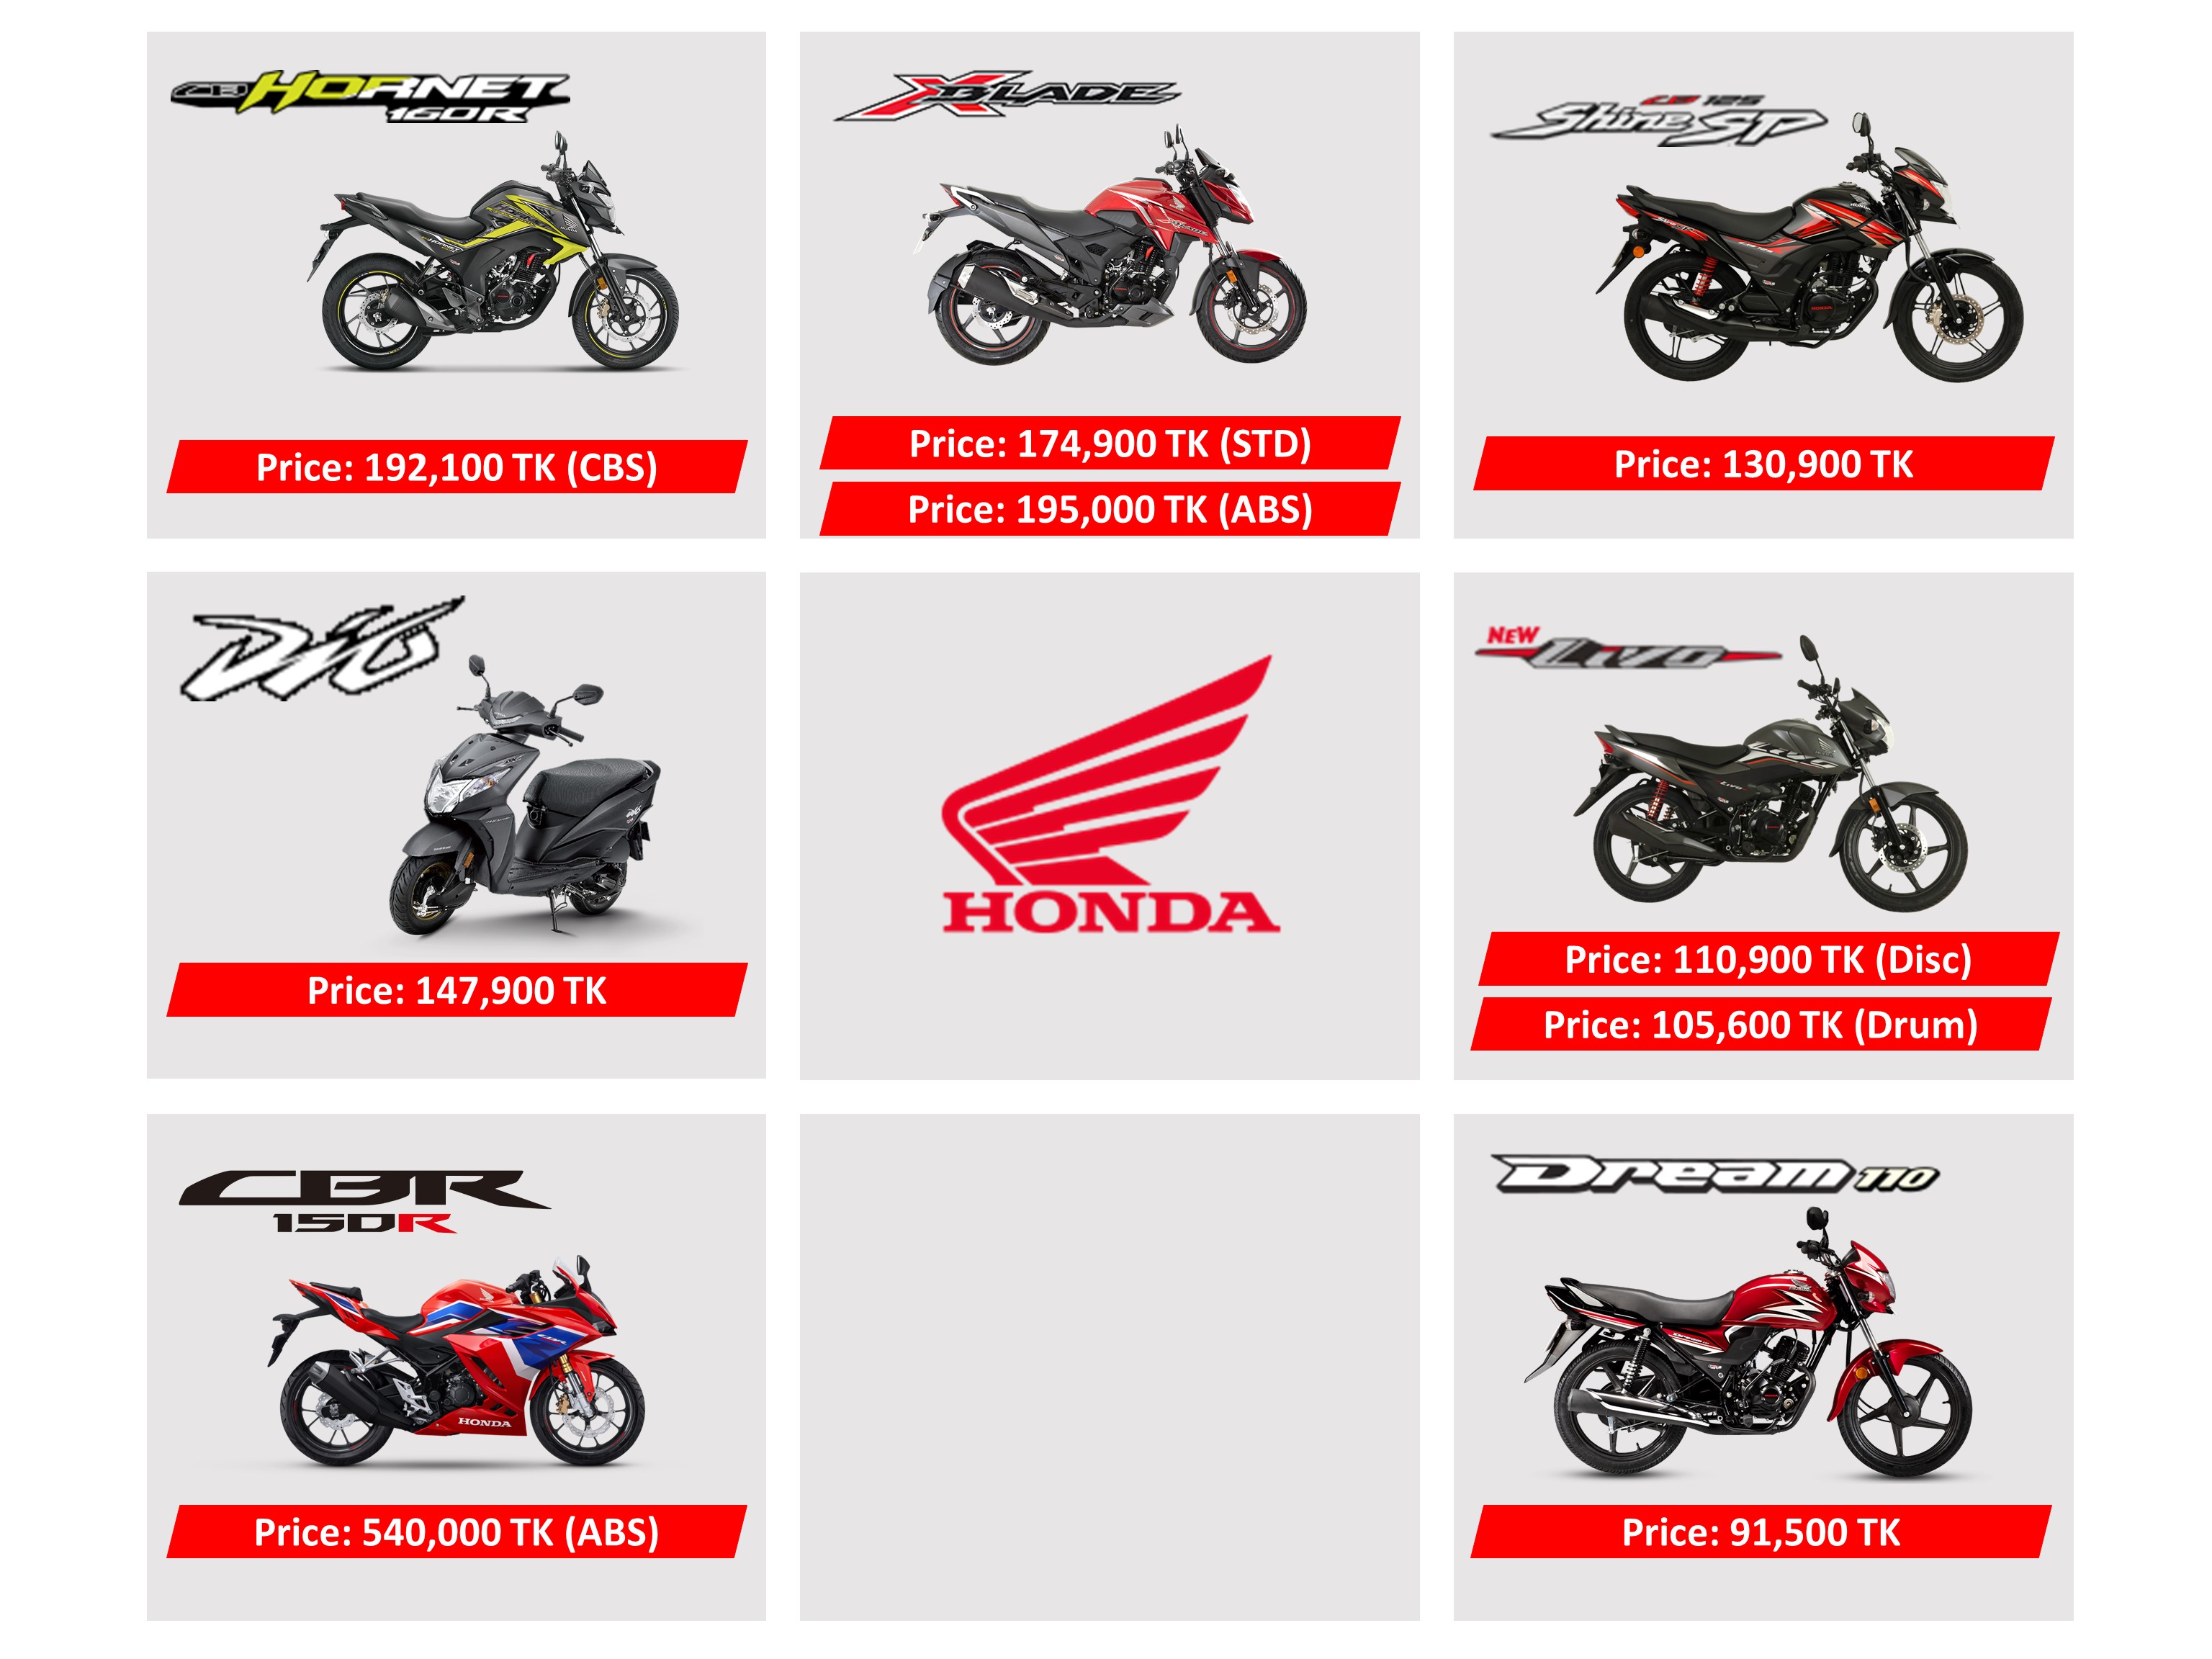 CB HORNET
160R
XBLADE
CB 125
Shine SP
Price: 192,100 TK (CBS)
Price: 174,900 TK (STD)
Price: 195,000 TK (ABS)
Price: 130,900 TK
Dio
HONDA
NEW
Livo
Price: 147,900 TK
Price: 110,900 TK (Disc)
Price: 105,600 TK (Drum)
CBR
150R
HONDA
Dream 110
Price: 540,000 TK (ABS)
Price: 91,500 TK